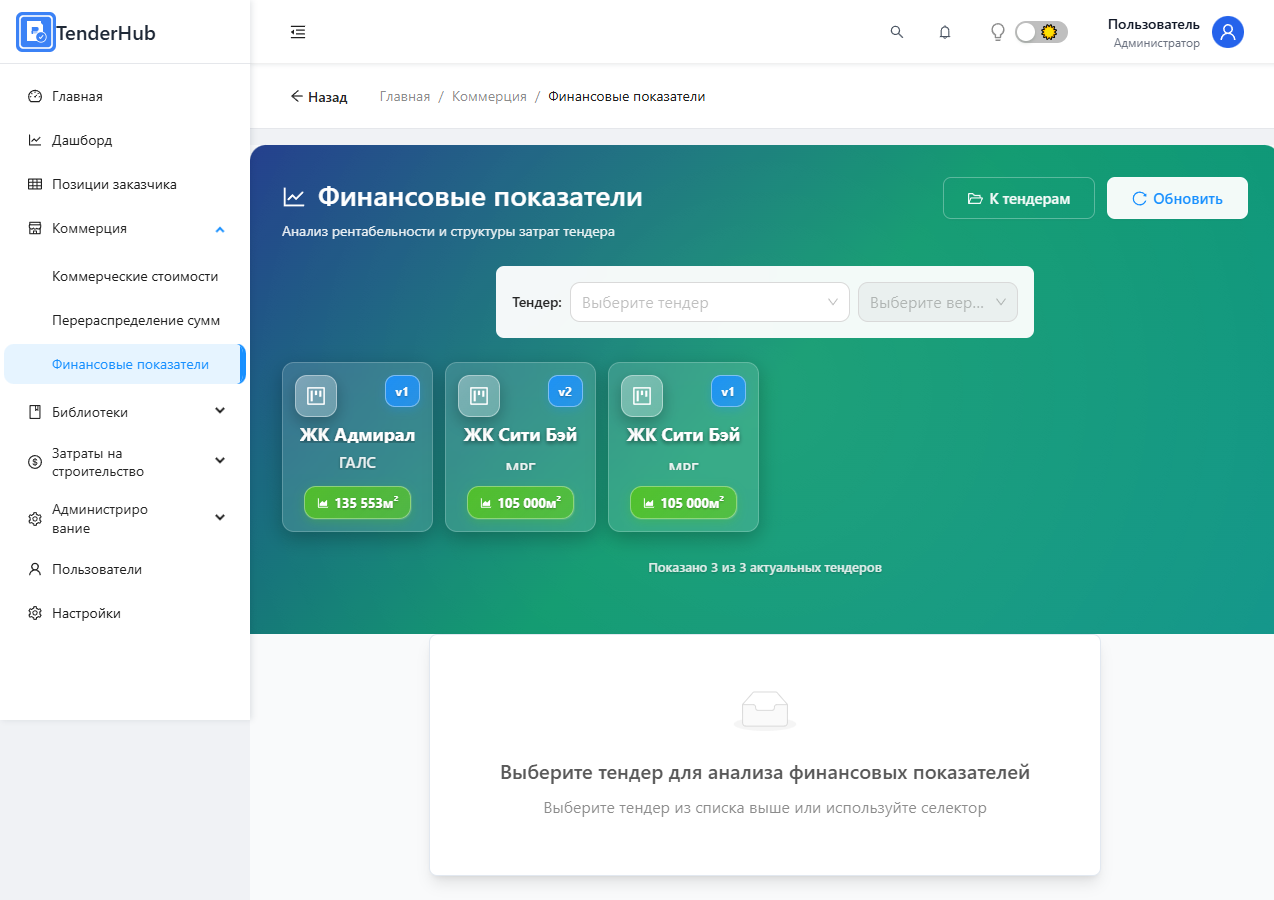 TenderHub
Пользователь
Администратор
Главная
Дашборд
Позиции заказчика
Коммерция
Коммерческие стоимости
Перераспределение сумм
Финансовые показатели
Библиотеки
Затраты на
строительство
Администриро
вание
Пользователи
Настройки
Назад
Главная / Коммерция / Финансовые показатели
Финансовые показатели
Анализ рентабельности и структуры затрат тендера
К тендерам
Обновить
Тендер:
Выберите тендер
Выберите вер...
v1
ЖК Адмирал
ГАЛС
135 553м²
v2
ЖК Сити Бэй
МРГ
105 000м²
v1
ЖК Сити Бэй
МРГ
105 000м²
Показано 3 из 3 актуальных тендеров
Выберите тендер для анализа финансовых показателей
Выберите тендер из списка выше или используйте селектор